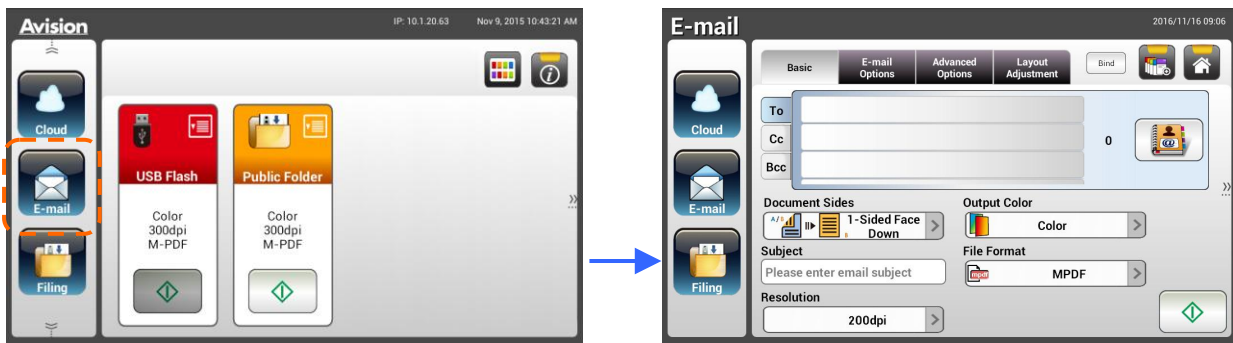 Avision
IP: 10.1.20.63
Nov 9, 2015 10:43:21 AM
Cloud
E-mail
Filing
USB Flash
Color
300dpi
M-PDF
Public Folder
Color
300dpi
M-PDF
E-mail
2016/11/16 09:06
Cloud
E-mail
Filing
Basic
E-mail
Options
Advanced
Options
Layout
Adjustment
Bind
To
Cc
Bcc
0
Document Sides
1-Sided Face
Down
Output Color
Color
Subject
Please enter email subject
File Format
mpdf
MPDF
Resolution
200dpi